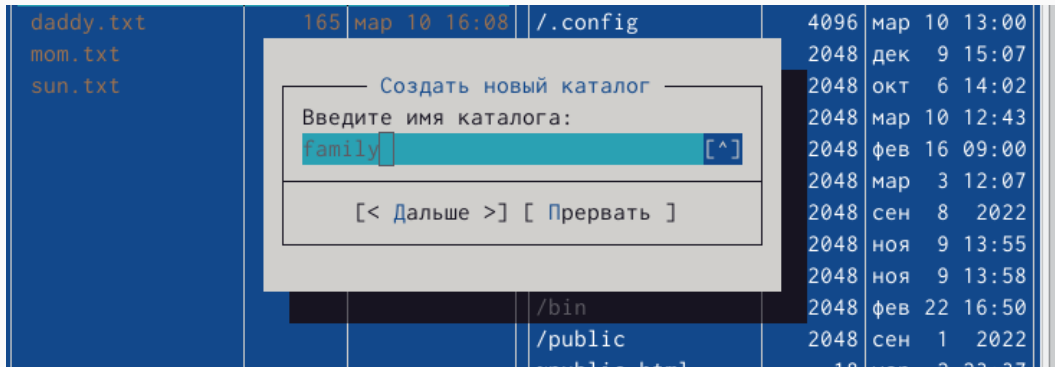 daddy.txt 165 мар 10 16:08 /.config 4096 мар 10 13:00
mom.txt 2048 дек 9 15:07
sun.txt Создать новый каталог 2048 окт 6 14:02
Введите имя каталога: 2048 мар 10 12:43
family [^] 2048 фев 16 09:00
2048 мар 3 12:07
[< Дальше >] [ Прервать ] 2048 сен 8 2022
2048 ноя 9 13:55
2048 ноя 9 13:58
/bin 2048 фев 22 16:50
/public 2048 сен 1 2022